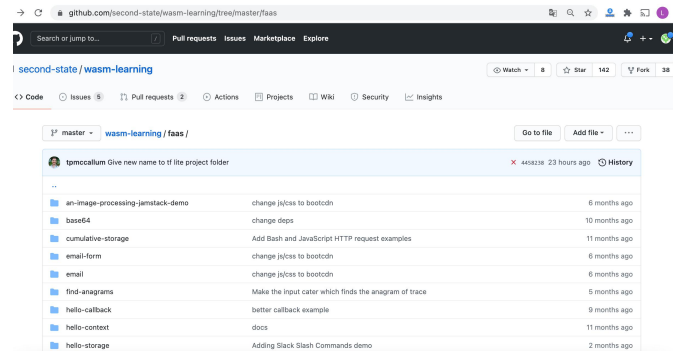 github.com/second-state/wasm-learning/tree/master/faas
L
Search or jump to... / Pull requests Issues Marketplace Explore
second-state / wasm-learning Watch 8 Star 142 Fork 38
<> Code Issues 5 Pull requests 2 Actions Projects Wiki Security Insights
master wasm-learning / faas / Go to file Add file ...
tpmccallum Give new name to tf lite project folder 4458238 23 hours ago History
..
an-image-processing-jamstack-demo change js/css to bootcdn 6 months ago
base64 change deps 10 months ago
cumulative-storage Add Bash and JavaScript HTTP request examples 11 months ago
email-form change js/css to bootcdn 6 months ago
email change js/css to bootcdn 6 months ago
find-anagrams Make the input cater which finds the anagram of trace 5 months ago
hello-callback better callback example 9 months ago
hello-context docs 11 months ago
hello-storage Adding Slack Slash Commands demo 2 months ago